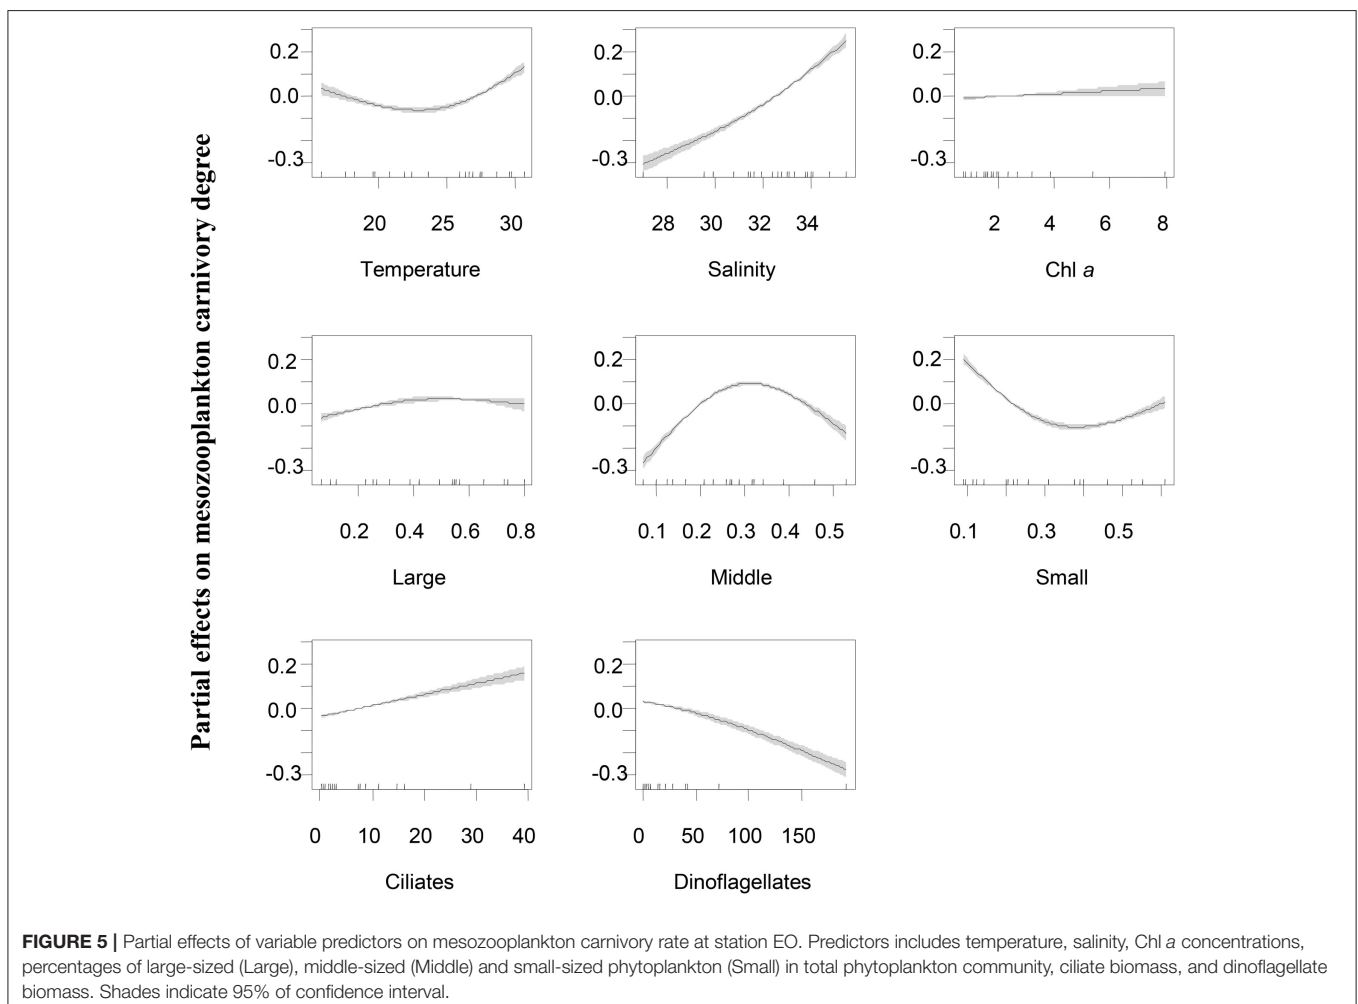 Partial effects on mesozooplankton carnivory degree
0.2 0.2 0.2
0.0 0.0 0.0
-0.3 -0.3 -0.3
20 25 30 28 30 32 34 2 4 6 8
Temperature Salinity Chl a
0.2 0.2 0.2
0.0 0.0 0.0
-0.3 -0.3 -0.3
0.2 0.4 0.6 0.8 0.1 0.2 0.3 0.4 0.5 0.1 0.3 0.5
Large Middle Small
0.2 0.2
0.0 0.0
-0.3 -0.3
0 10 20 30 40 0 50 100 150
Ciliates Dinoflagellates
FIGURE 5 | Partial effects of variable predictors on mesozooplankton carnivory rate at station EO. Predictors includes temperature, salinity, Chl a concentrations,
percentages of large-sized (Large), middle-sized (Middle) and small-sized phytoplankton (Small) in total phytoplankton community, ciliate biomass, and dinoflagellate
biomass. Shades indicate 95% of confidence interval.